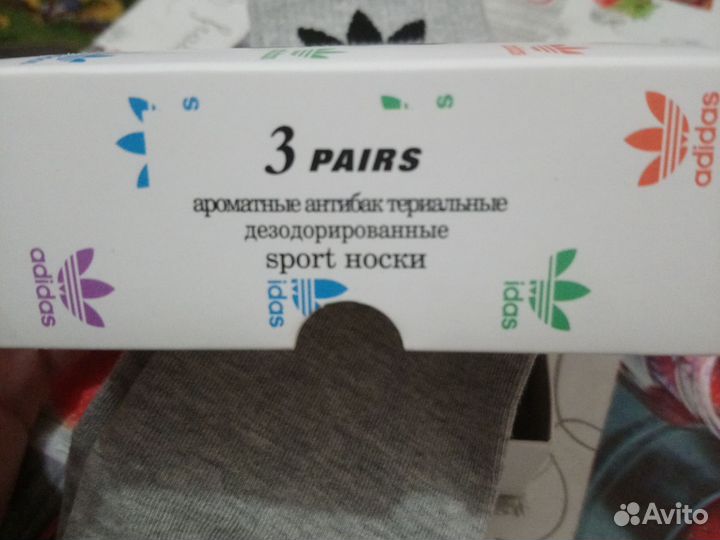 3 PAIRS
ароматные антибак териальные
дезодорированные
sport носки
adidas
adidas
idas
idas
s
s
Avito